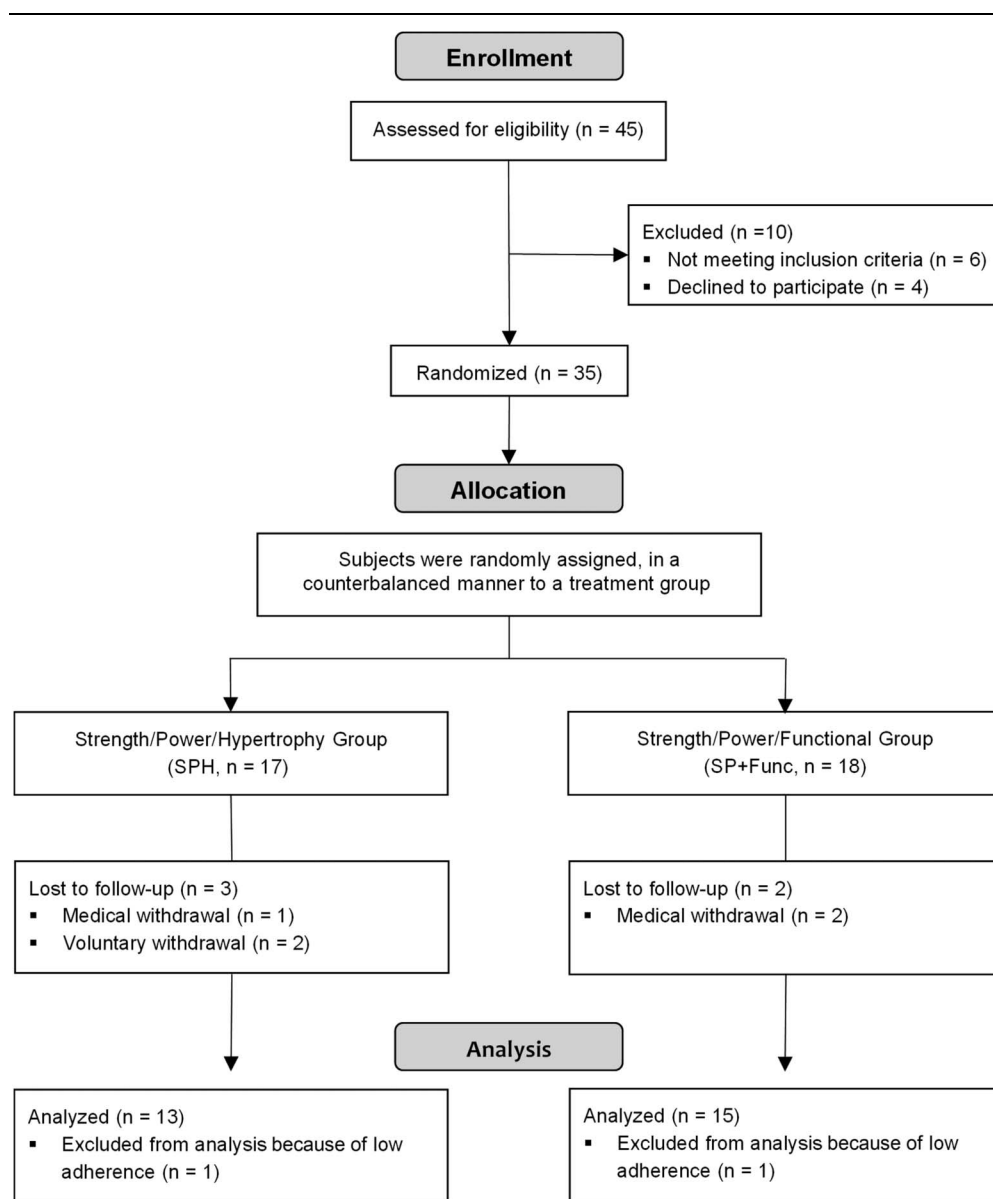 Enrollment
Assessed for eligibility (n = 45)
Excluded (n =10)
▪ Not meeting inclusion criteria (n = 6)
▪ Declined to participate (n = 4)
Randomized (n = 35)
Allocation
Subjects were randomly assigned, in a
counterbalanced manner to a treatment group
Strength/Power/Hypertrophy Group
(SPH, n = 17)
Strength/Power/Functional Group
(SP+Func, n = 18)
Lost to follow-up (n = 3)
▪ Medical withdrawal (n = 1)
▪ Voluntary withdrawal (n = 2)
Lost to follow-up (n = 2)
▪ Medical withdrawal (n = 2)
Analysis
Analyzed (n = 13)
▪ Excluded from analysis because of low
adherence (n = 1)
Analyzed (n = 15)
▪ Excluded from analysis because of low
adherence (n = 1)